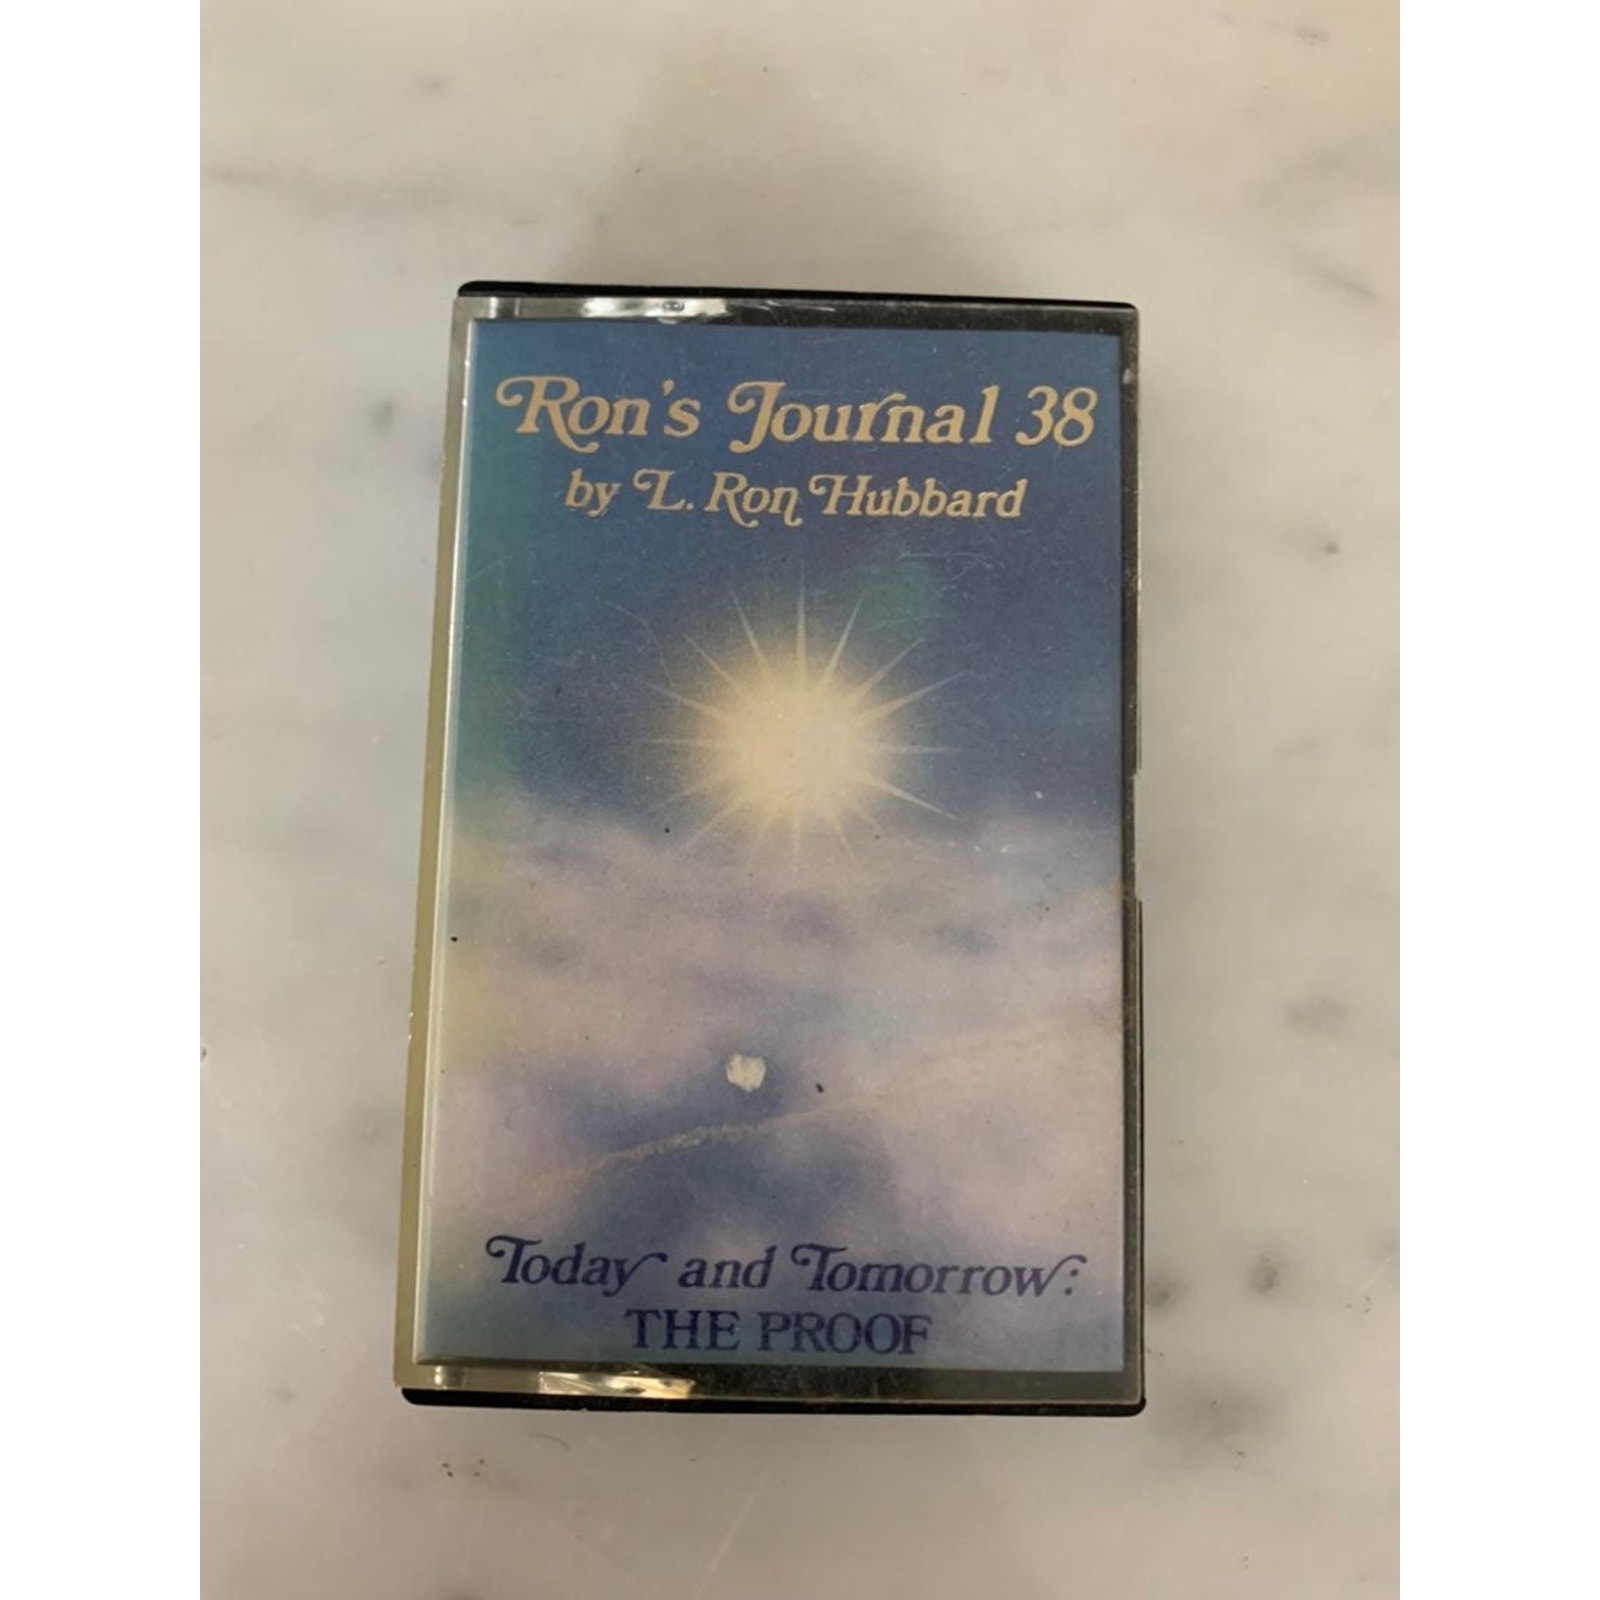 Ron's Journal 38
by L. Ron Hubbard
Today and Tomorrow:
THE PROOF